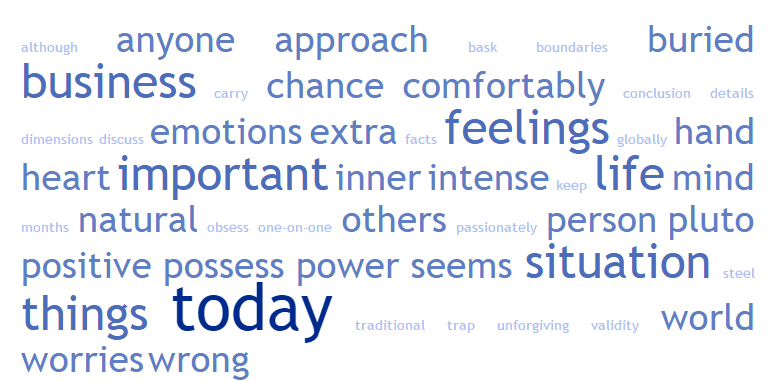 although anyone approach bask boundaries buried
business carry chance comfortably conclusion details
dimensions discuss emotions extra facts feelings globally hand
heart important inner intense keep life mind
months natural obsess one-on-one others passionately person pluto
positive possess power seems situation steel
things today traditional trap unforgiving validity world
worries wrong